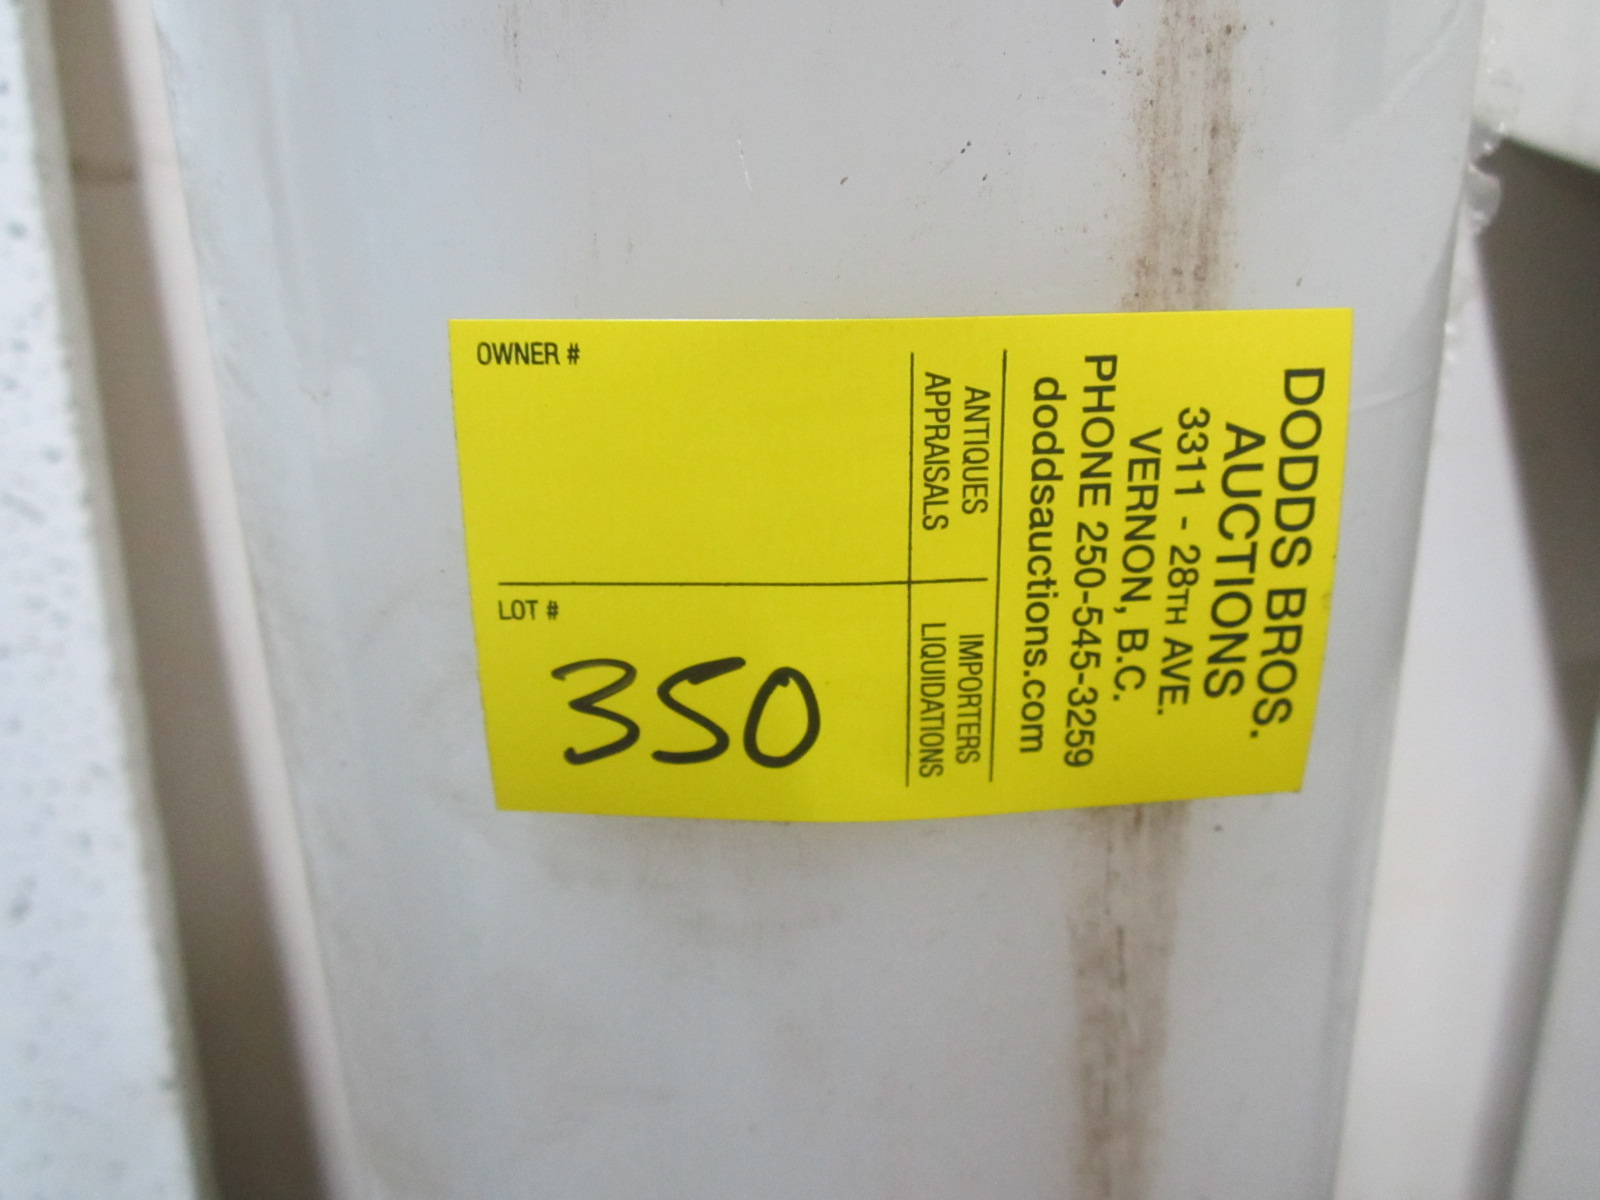 DODDS BROS.
AUCTIONS
3311 - 28TH AVE.
VERNON, B.C.
PHONE 250-545-3259
doddsauctions.com
ANTIQUES
APPRAISALS
IMPORTERS
LIQUIDATIONS
OWNER #
LOT #
350